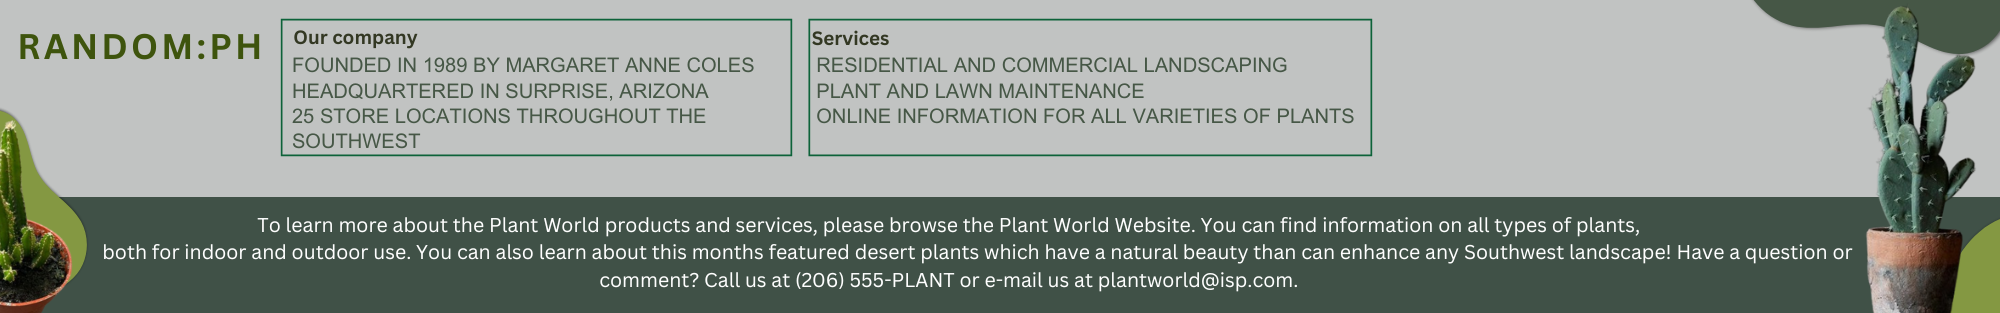 RANDOM:PH
Our company
FOUNDED IN 1989 BY MARGARET ANNE COLES
HEADQUARTERED IN SURPRISE, ARIZONA
25 STORE LOCATIONS THROUGHOUT THE
SOUTHWEST
Services
RESIDENTIAL AND COMMERCIAL LANDSCAPING
PLANT AND LAWN MAINTENANCE
ONLINE INFORMATION FOR ALL VARIETIES OF PLANTS
To learn more about the Plant World products and services, please browse the Plant World Website. You can find information on all types of plants,
both for indoor and outdoor use. You can also learn about this months featured desert plants which have a natural beauty than can enhance any Southwest landscape! Have a question or
comment? Call us at (206) 555-PLANT or e-mail us at plantworld@isp.com.